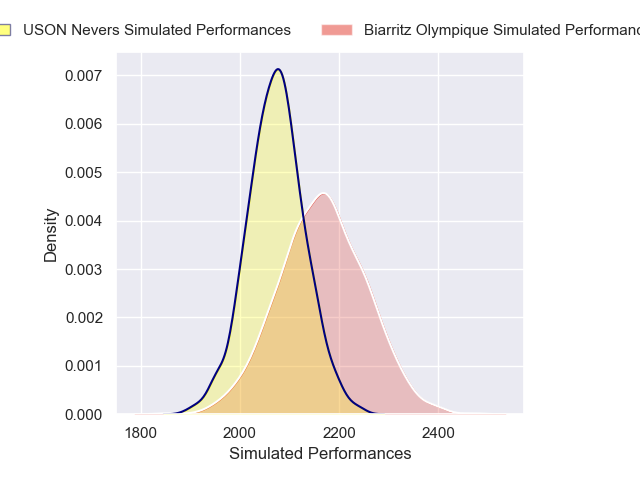 USON Nevers Simulated Performances
Biarritz Olympique Simulated Performan
0.007
0.006
0.005
0.004
0.003
0.002
0.001
0.000
Density
1800 2000 2200 2400
Simulated Performances